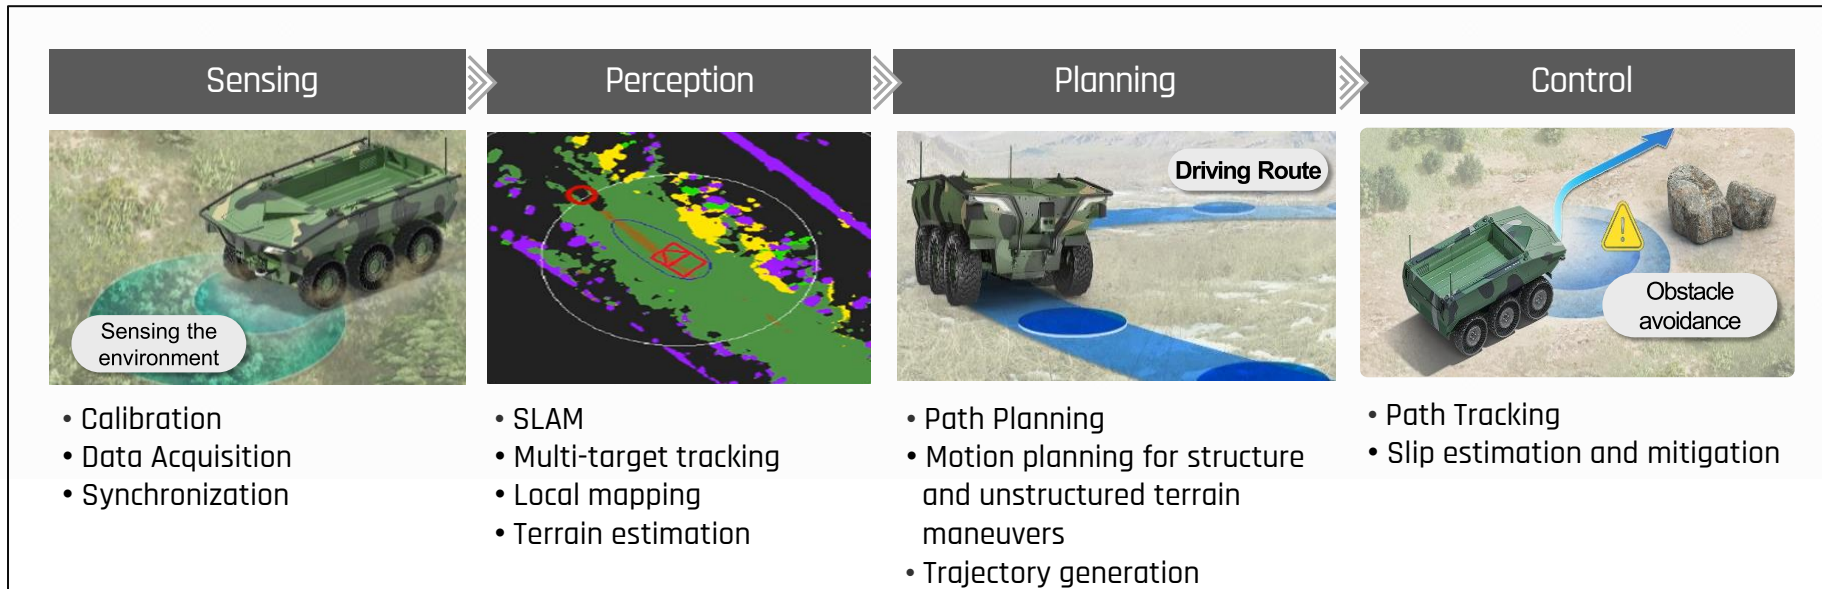 Sensing
Perception
Planning
Control
Sensing the
environment
Driving Route
Obstacle
avoidance
• Calibration
• Data Acquisition
• Synchronization
• SLAM
• Multi-target tracking
• Local mapping
• Terrain estimation
• Path Planning
• Motion planning for structure
and unstructured terrain
maneuvers
• Trajectory generation
• Path Tracking
• Slip estimation and mitigation